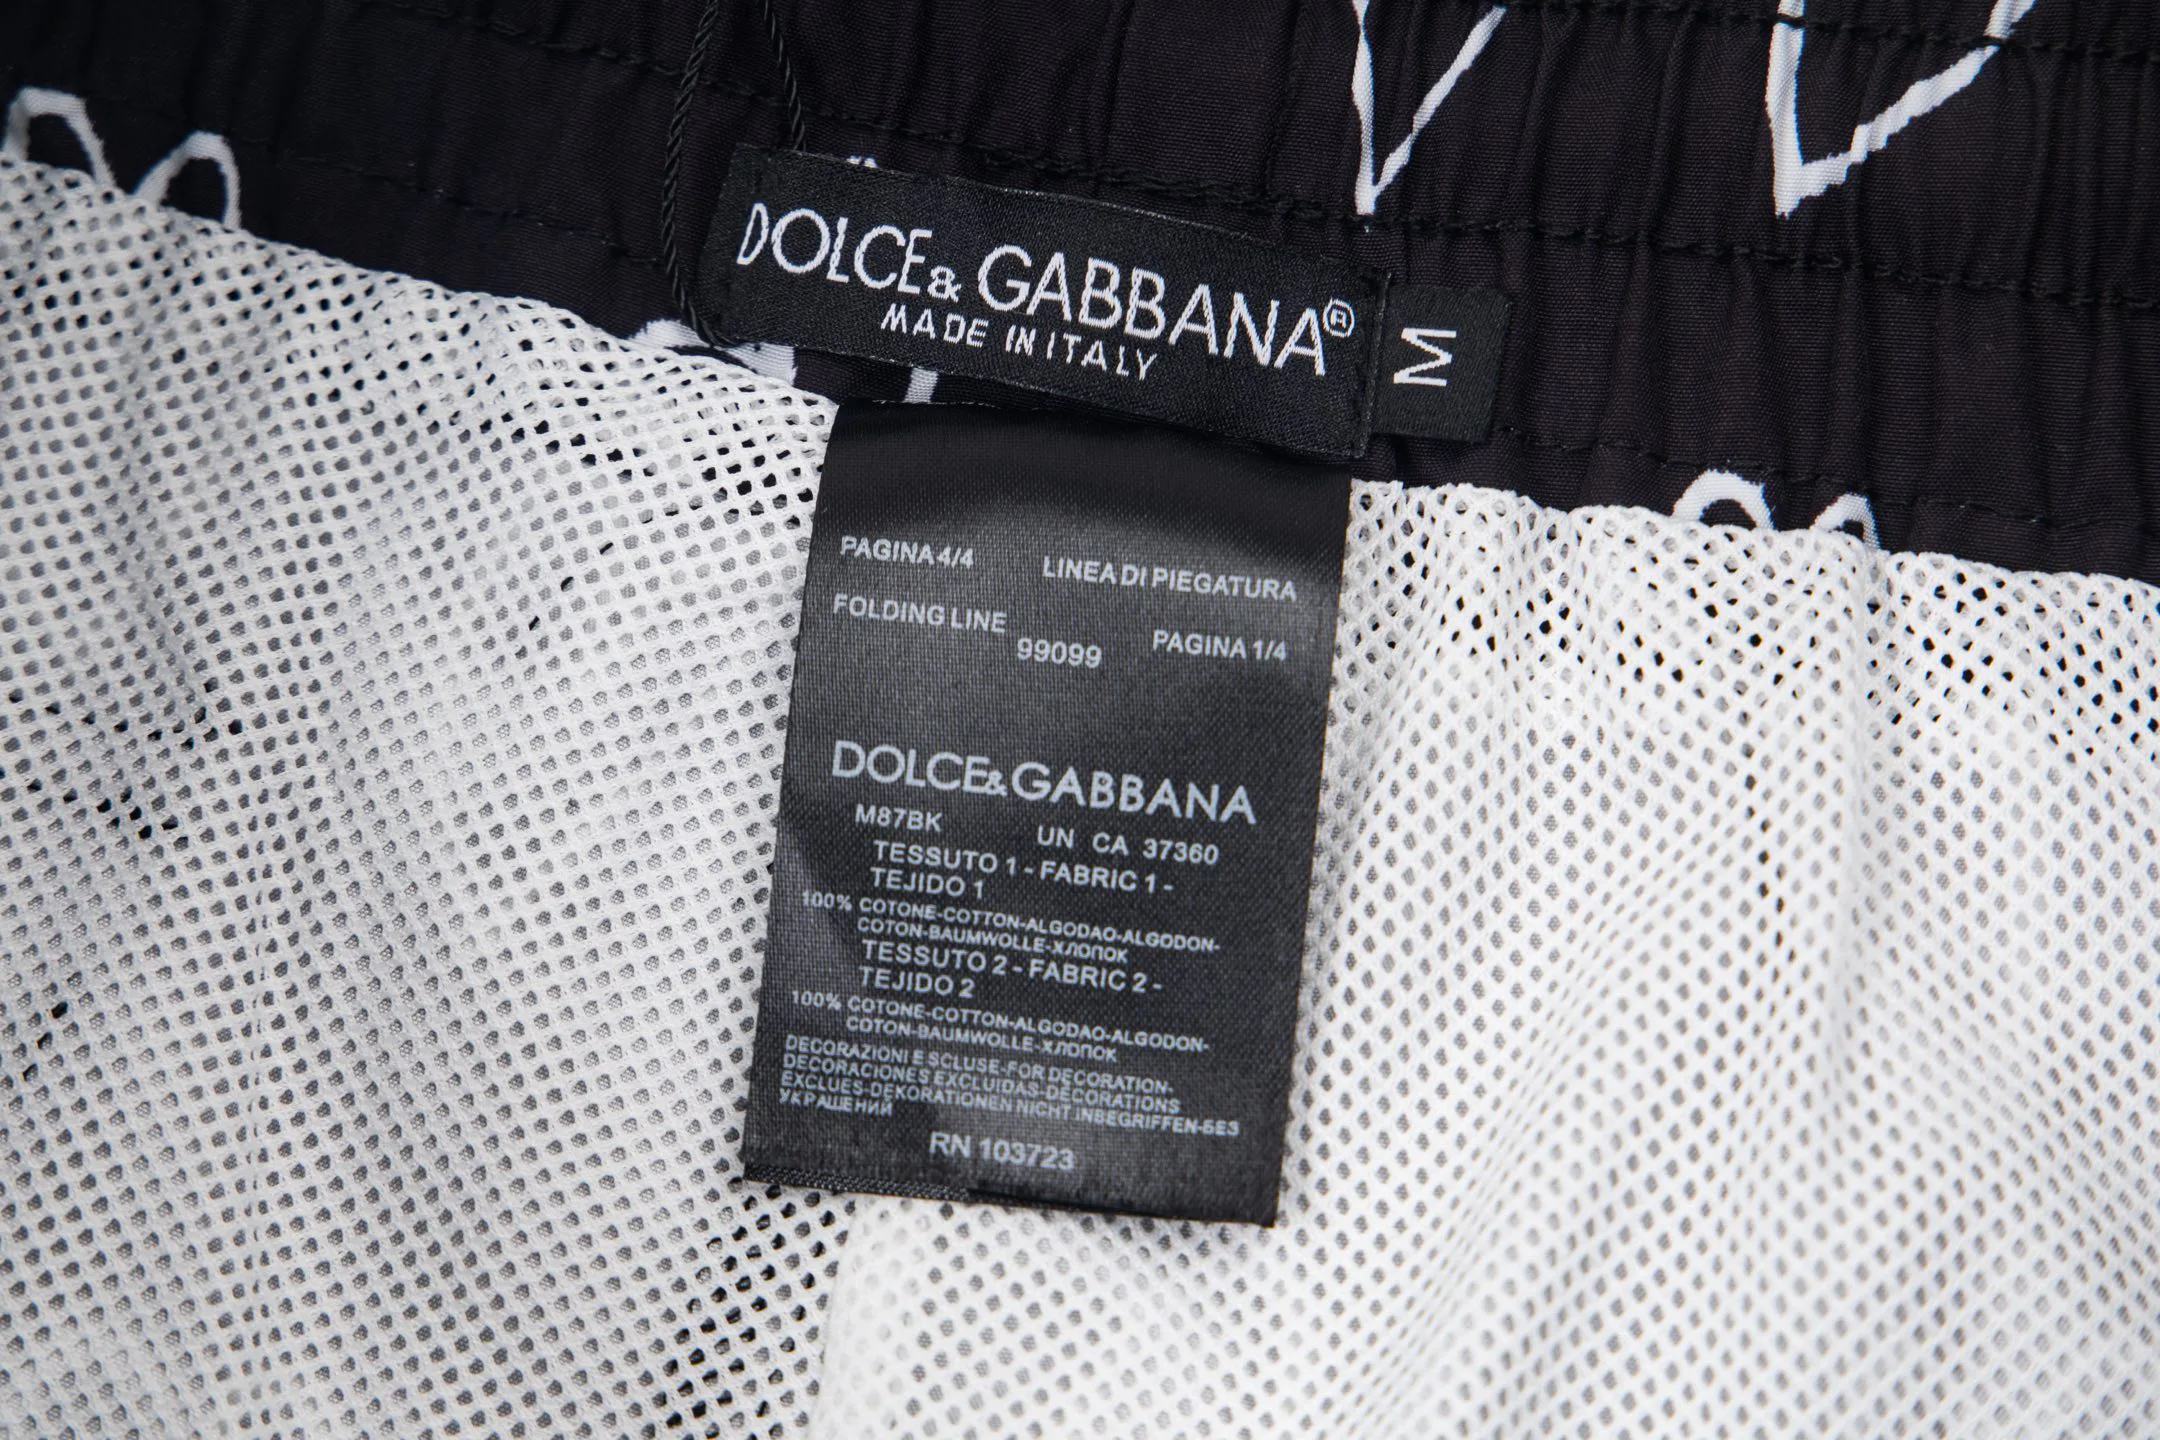 DOLCE&GABBANA®
MADE IN ITALY
M
PAGINA 4/4 LINEA DI PIEGATURA
FOLDING LINE 99099 PAGINA 1/4
DOLCE&GABBANA
M87BK UN CA 37360
TESSUTO 1 - FABRIC 1 -
TEJIDO 1
100% COTONE-COTTON-ALGODAO-ALGODON-
COTON-BAUMWOLLE-ХЛОПОК
TESSUTO 2 - FABRIC 2 -
TEJIDO 2
100% COTONE-COTTON-ALGODAO-ALGODON-
COTON-BAUMWOLLE-ХЛОПОК
DECORAZIONI ESCLUSE-FOR DECORATION-
DECORACIONES EXCLUIDAS-DECORATIONS
EXCLUES-DEKORATIONEN NICHT INBEGRIFFEN-БЕЗ
УКРАШЕНИЙ
RN 103723